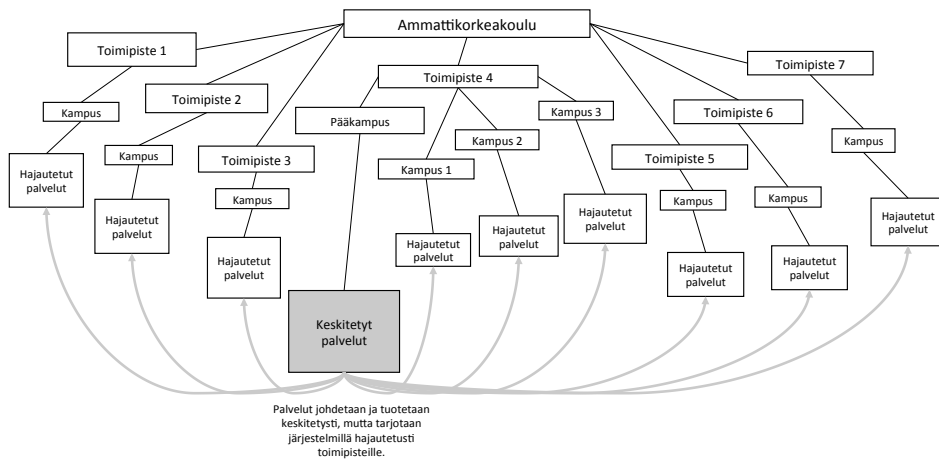 Ammattikorkeakoulu
Toimipiste 1
Kampus
Hajautetut
palvelut
Toimipiste 2
Kampus
Hajautetut
palvelut
Toimipiste 3
Kampus
Hajautetut
palvelut
Pääkampus
Keskitetyt
palvelut
Toimipiste 4
Kampus 1
Hajautetut
palvelut
Kampus 2
Hajautetut
palvelut
Kampus 3
Hajautetut
palvelut
Toimipiste 5
Kampus
Hajautetut
palvelut
Toimipiste 6
Kampus
Hajautetut
palvelut
Toimipiste 7
Kampus
Hajautetut
palvelut
Palvelut johdetaan ja tuotetaan
keskitetysti, mutta tarjotaan
järjestelmillä hajautetusti
toimipisteille.